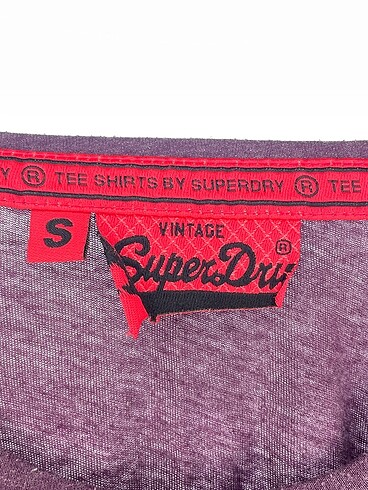 RY ® TEE SHIRTS BY SUPERDRY ® TEE
S
VINTAGE
SuperDry ®